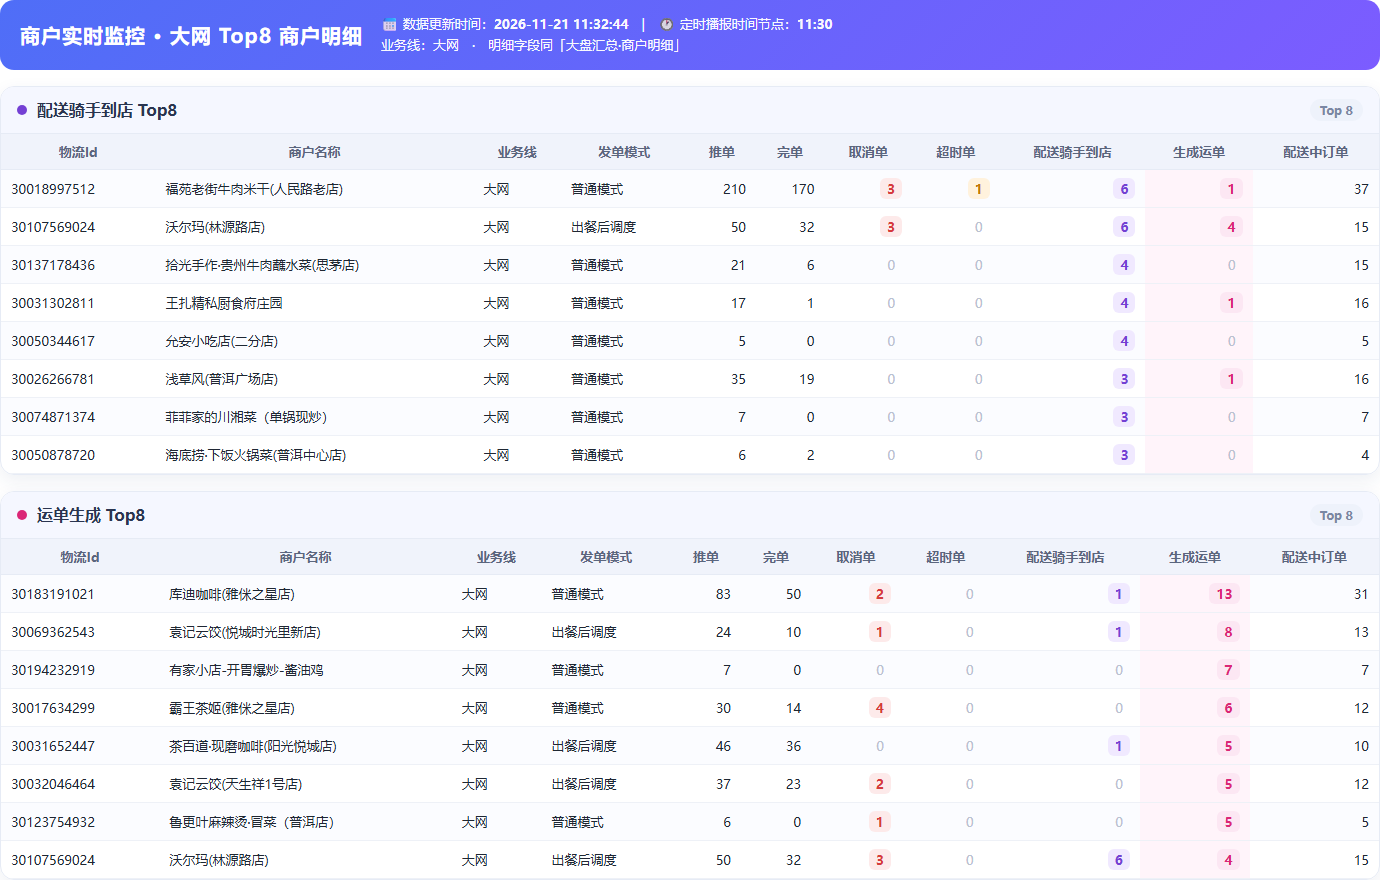 商户实时监控 • 大网 Top8 商户明细
数据更新时间：2026-11-21 11:32:44 | 定时播报时间节点：11:30
业务线：大网 · 明细字段同「大盘汇总·商户明细」
配送骑手到店 Top8 Top 8
物流Id 商户名称 业务线 发单模式 推单 完单 取消单 超时单 配送骑手到店 生成运单 配送中订单
30018997512 福苑老街牛肉米干(人民路老店) 大网 普通模式 210 170 3 1 6 1 37
30107569024 沃尔玛(林源路店) 大网 出餐后调度 50 32 3 0 6 4 15
30137178436 拾光手作·贵州牛肉蘸水菜(思茅店) 大网 普通模式 21 6 0 0 4 0 15
30031302811 王扎精私厨食府庄园 大网 普通模式 17 1 0 0 4 1 16
30050344617 允安小吃店(二分店) 大网 普通模式 5 0 0 0 4 0 5
30026266781 浅草风(普洱广场店) 大网 普通模式 35 19 0 0 3 1 16
30074871374 菲菲家的川湘菜（单锅现炒） 大网 普通模式 7 0 0 0 3 0 7
30050878720 海底捞·下饭火锅菜(普洱中心店) 大网 普通模式 6 2 0 0 3 0 4
运单生成 Top8 Top 8
物流Id 商户名称 业务线 发单模式 推单 完单 取消单 超时单 配送骑手到店 生成运单 配送中订单
30183191021 库迪咖啡(雅侎之星店) 大网 普通模式 83 50 2 0 1 13 31
30069362543 袁记云饺(悦城时光里新店) 大网 出餐后调度 24 10 1 0 1 8 13
30194232919 有家小店-开胃爆炒-酱油鸡 大网 普通模式 7 0 0 0 0 7 7
30017634299 霸王茶姬(雅侎之星店) 大网 普通模式 30 14 4 0 0 6 12
30031652447 茶百道·现磨咖啡(阳光悦城店) 大网 出餐后调度 46 36 0 0 1 5 10
30032046464 袁记云饺(天生祥1号店) 大网 出餐后调度 37 23 2 0 0 5 12
30123754932 鲁更叶麻辣烫·冒菜（普洱店） 大网 普通模式 6 0 1 0 0 5 5
30107569024 沃尔玛(林源路店) 大网 出餐后调度 50 32 3 0 6 4 15